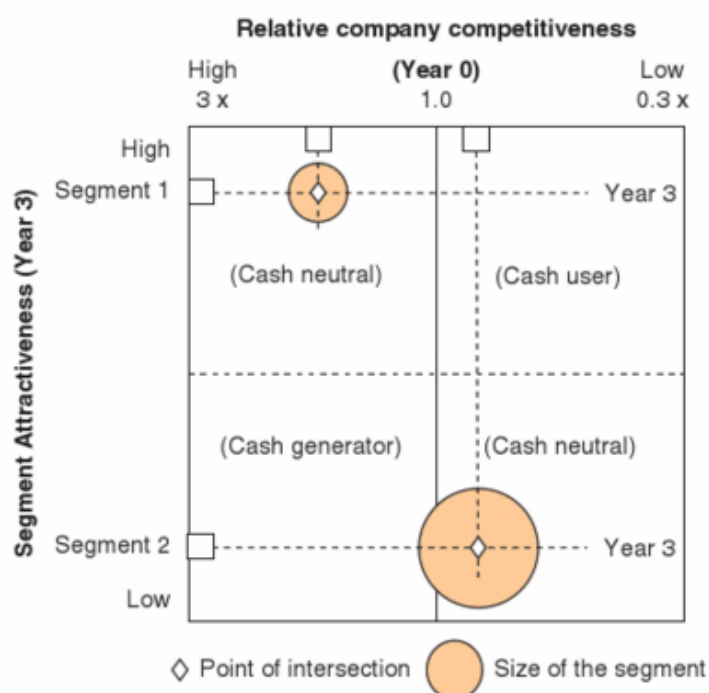 Relative company competitiveness
High (Year 0) Low
3 x 1.0 0.3 x
High
Segment 1 Year 3
(Cash neutral) (Cash user)
Segment Attractiveness (Year 3)
(Cash generator) (Cash neutral)
Segment 2 Year 3
Low
Point of intersection Size of the segment